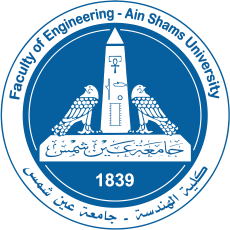 Faculty of Engineering - Ain Shams University
جامعة عين شمس
1839
كلية الهندسة - جامعة عين شمس